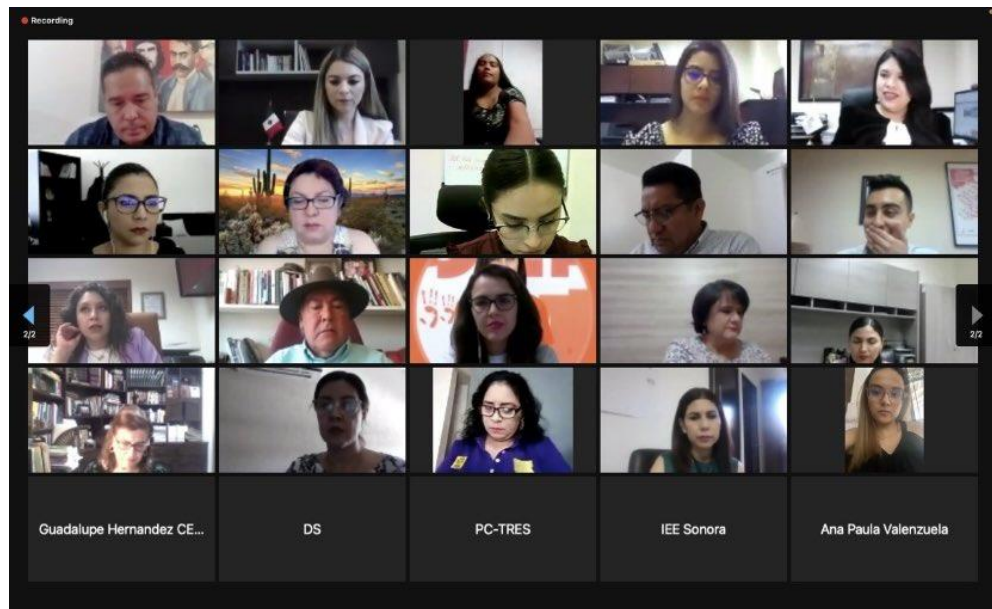 Recording
2/2
2/2
Guadalupe Hernandez CE...
DS
PC-TRES
IEE Sonora
Ana Paula Valenzuela